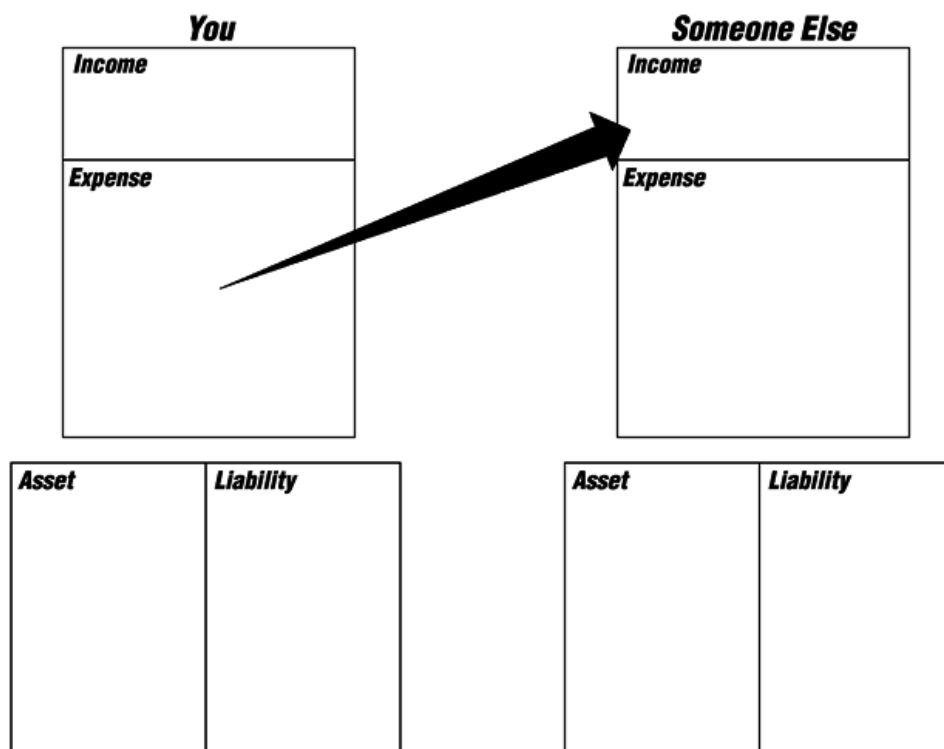 You
Income
Expense
Asset
Liability
Someone Else
Income
Expense
Asset
Liability